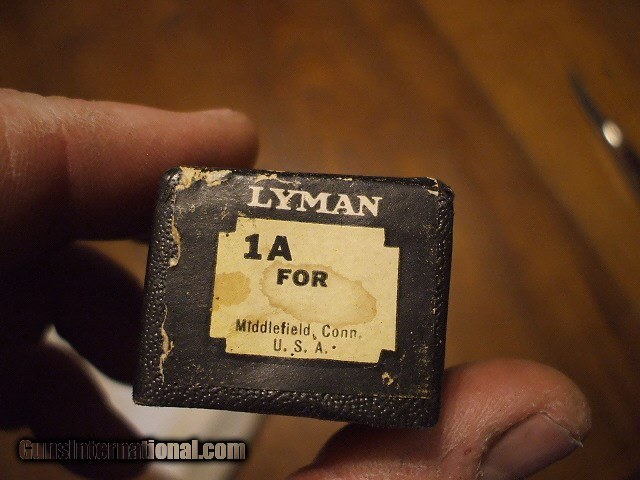 LYMAN
1A
FOR
Middlefield, Conn.
U. S. A.
GunsInternational.com